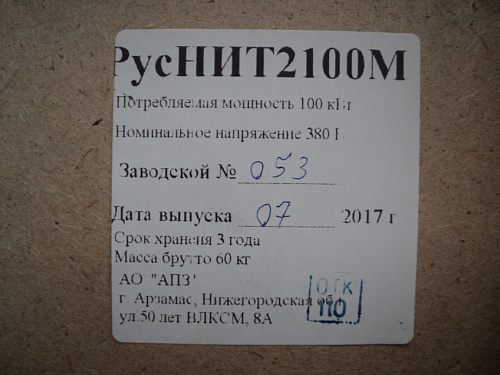 РусНИТ2100М
Потребляемая мощность 100 кВт
Номинальное напряжение 380 В
Заводской № 053
Дата выпуска 07 2017 г
Срок хранения 3 года
Масса брутто 60 кг
АО "АПЗ"
г. Арзамас, Нижегородская обл
ул.50 лет ВЛКСМ, 8А
ОТК
110